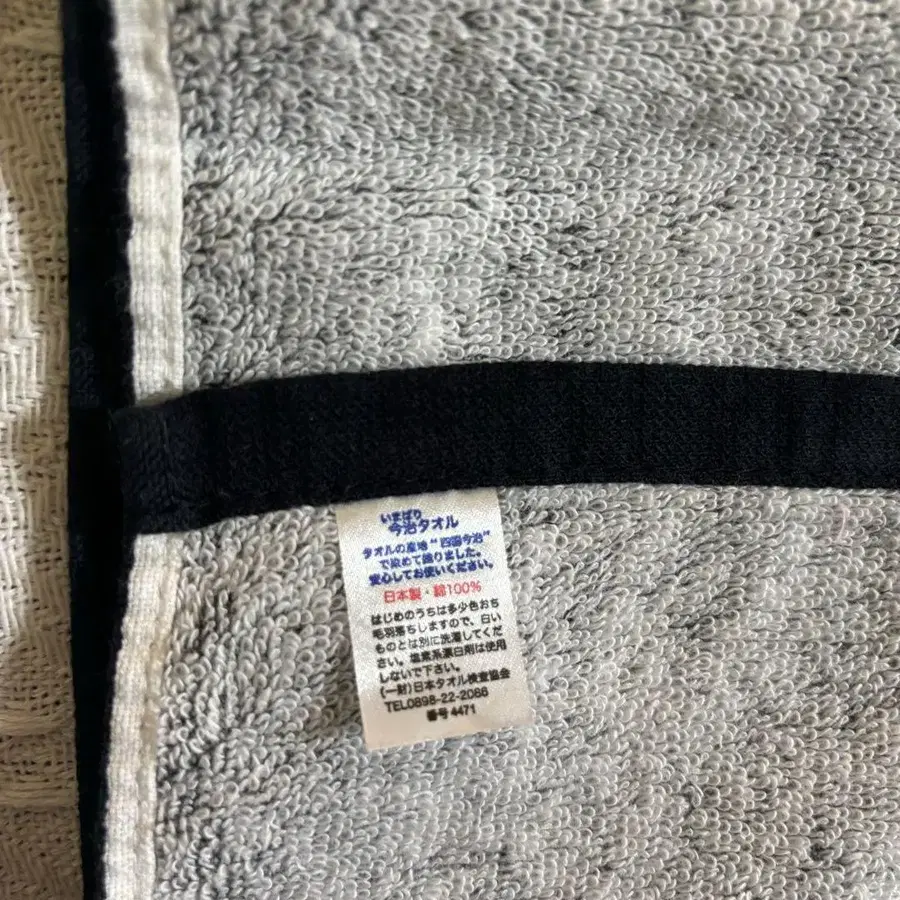 いまばり
今治タオル
タオルの産地"四国今治"
で染めて織りました。
安心してお使いください。
日本製・綿100%
はじめのうちは多少色おち
毛羽落ちしますので、白い
ものとは別に洗濯してくだ
さい。塩素系漂白剤は使用
しないで下さい。
(一財)日本タオル検査協会
TEL0898-22-2086
番号4471